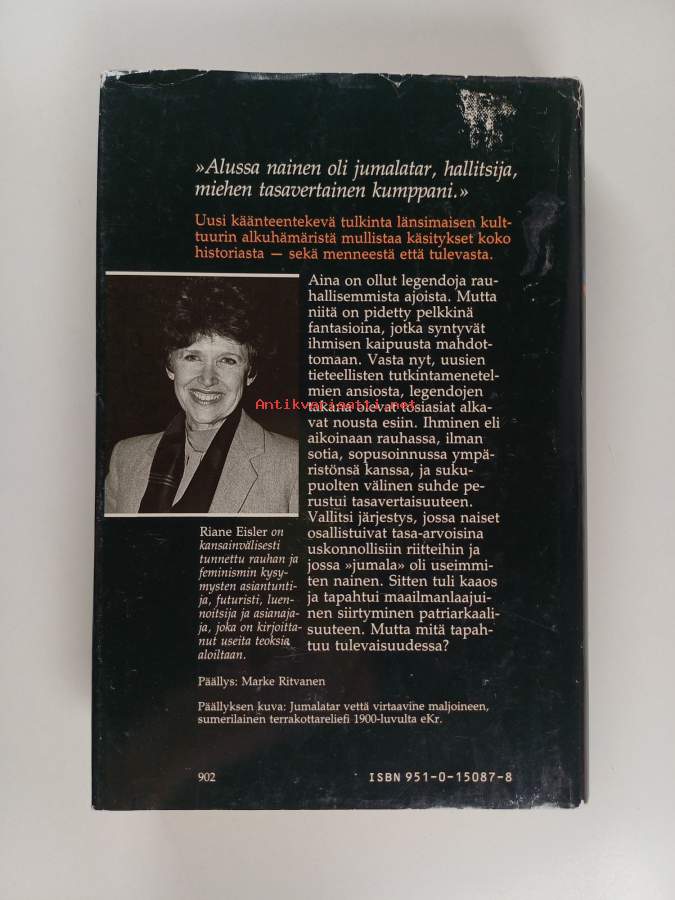 »Alussa nainen oli jumalatar, hallitsija,
miehen tasavertainen kumppani.»
Uusi käänteentekevä tulkinta länsimaisen kult-
tuurin alkuhämäristä mullistaa käsitykset koko
historiasta — sekä menneestä että tulevasta.
Aina on ollut legendoja rau-
hallisemmista ajoista. Mutta
niitä on pidetty pelkkinä
fantasioina, jotka syntyvät
ihmisen kaipuusta mahdot-
tomaan. Vasta nyt, uusien
tieteellisten tutkintamenetel-
mien ansiosta, legendojen
takana olevat tosiasiat alka-
vat nousta esiin. Ihminen eli
aikoinaan rauhassa, ilman
sotia, sopusoinnussa ympä-
ristönsä kanssa, ja suku-
puolten välinen suhde pe-
rustui tasavertaisuuteen.
Vallitsi järjestys, jossa naiset
osallistuivat tasa-arvoisina
uskonnollisiin riitteihin ja
jossa »jumala» oli useimmi-
ten nainen. Sitten tuli kaaos
ja tapahtui maailmanlaajui-
nen siirtyminen patriarkaali-
suuteen. Mutta mitä tapah-
tuu tulevaisuudessa?
Antikvariaatti.net
Riane Eisler on
kansainvälisesti
tunnettu rauhan ja
feminismin kysy-
mysten asiantunti-
ja, futuristi, luen-
noitsija ja asianaja-
ja, joka on kirjoitta-
nut useita teoksia
aloiltaan.
Päällys: Marke Ritvanen
Päällyksen kuva: Jumalatar vettä virtaavine maljoineen,
sumerilainen terrakottareliefi 1900-luvulta eKr.
902
ISBN 951-0-15087-8